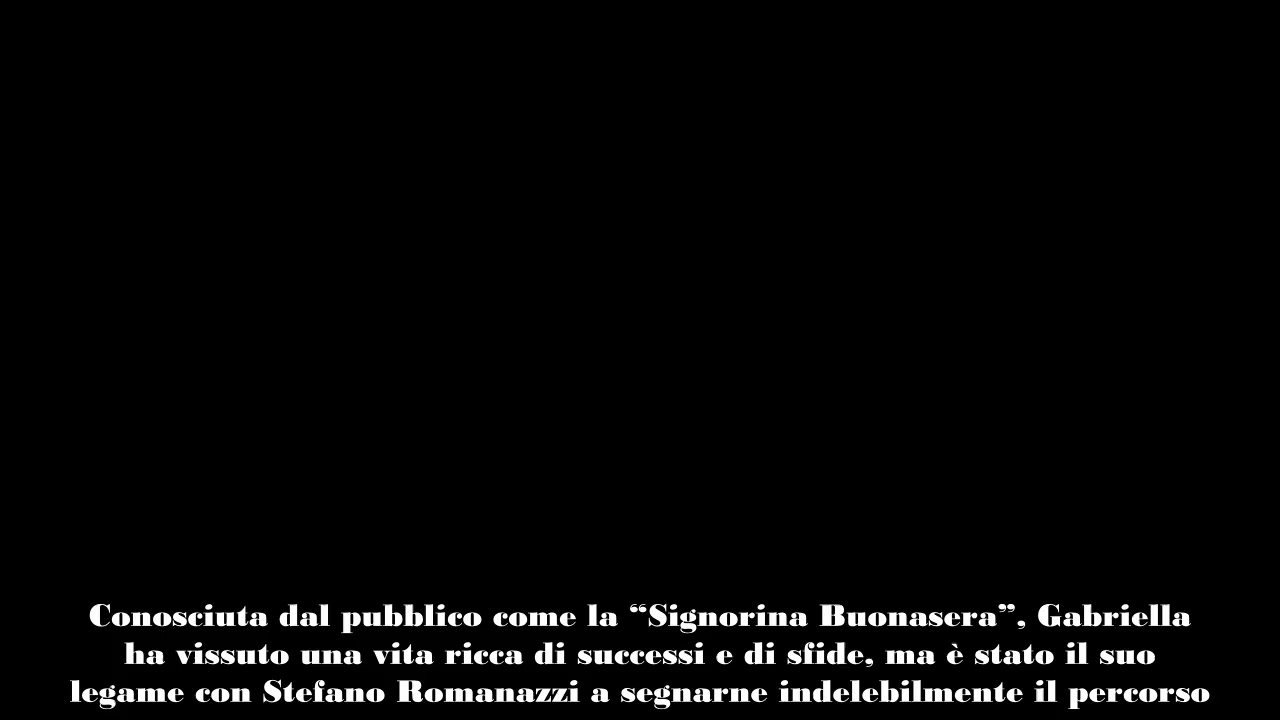 Conosciuta dal pubblico come la “Signorina Buonasera”, Gabriella
ha vissuto una vita ricca di successi e di sfide, ma è stato il suo
legame con Stefano Romanazzi a segnarne indelebilmente il percorso